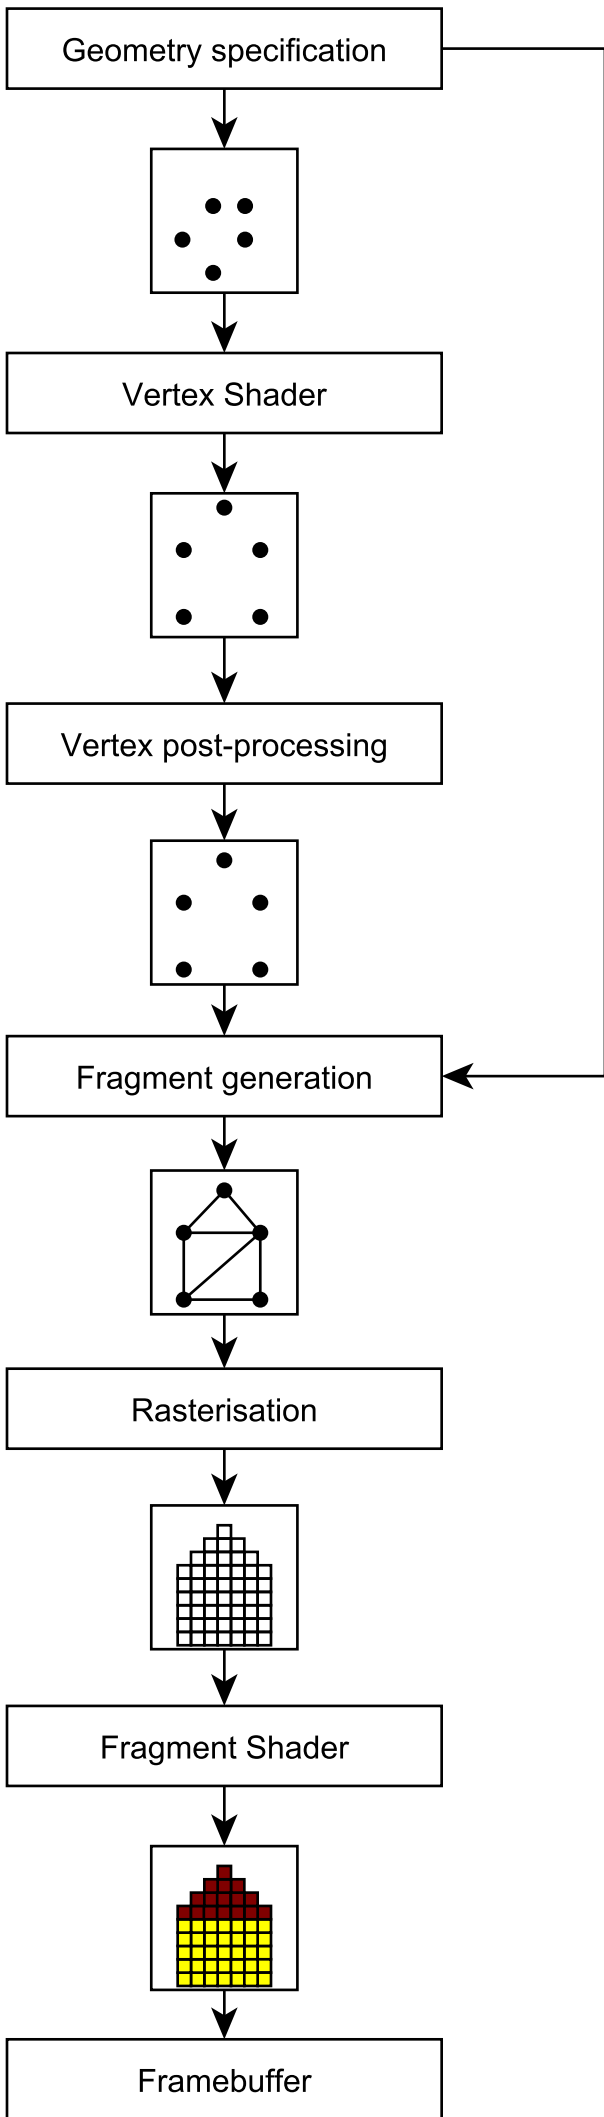 Geometry specification
Vertex Shader
Vertex post-processing
Fragment generation
Rasterisation
Fragment Shader
Framebuffer